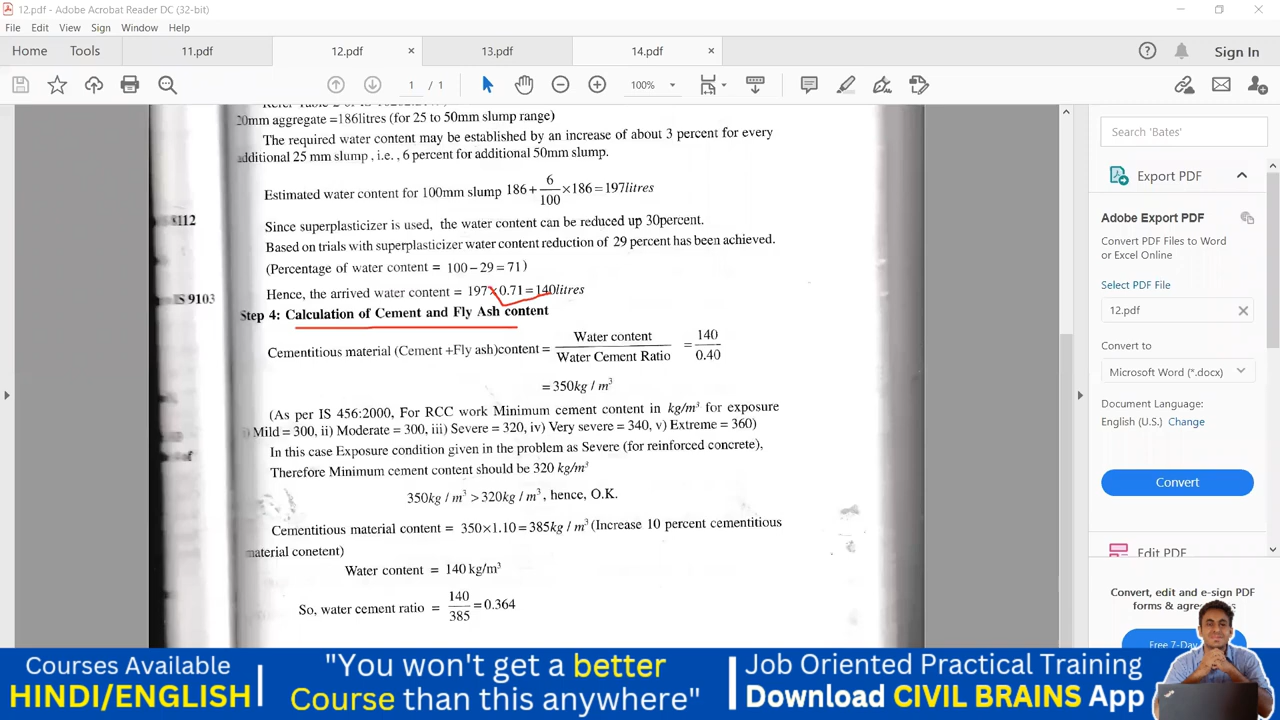 12.pdf - Adobe Acrobat Reader DC (32-bit)
File Edit View Sign Window Help
Home Tools 11.pdf 12.pdf × 13.pdf 14.pdf × Sign In
1 / 1 100%
20mm aggregate =186litres (for 25 to 50mm slump range)
The required water content may be established by an increase of about 3 percent for every
additional 25 mm slump , i.e. , 6 percent for additional 50mm slump.
Estimated water content for 100mm slump 186 + 6/100 ×186 = 197litres
Since superplasticizer is used, the water content can be reduced up 30percent.
Based on trials with superplasticizer water content reduction of 29 percent has been achieved.
(Percentage of water content = 100 – 29 = 71)
Hence, the arrived water content = 197×0.71 = 140litres
S 9103
Step 4: Calculation of Cement and Fly Ash content
Cementitious material (Cement +Fly ash)content = Water content / Water Cement Ratio = 140 / 0.40
= 350kg / m³
(As per IS 456:2000, For RCC work Minimum cement content in kg/m³ for exposure
i) Mild = 300, ii) Moderate = 300, iii) Severe = 320, iv) Very severe = 340, v) Extreme = 360)
In this case Exposure condition given in the problem as Severe (for reinforced concrete),
Therefore Minimum cement content should be 320 kg/m³
350kg / m³ > 320kg / m³, hence, O.K.
Cementitious material content = 350×1.10 = 385kg / m³ (Increase 10 percent cementitious
material conetent)
Water content = 140 kg/m³
So, water cement ratio = 140/385 = 0.364
Search 'Bates'
Export PDF
Adobe Export PDF
Convert PDF Files to Word
or Excel Online
Select PDF File
12.pdf
Convert to
Microsoft Word (*.docx)
Document Language:
English (U.S.) Change
Convert
Edit PDF
Convert, edit and e-sign PDF
forms & agreements
Free 7-Day
Courses Available
HINDI/ENGLISH
"You won't get a better
Course than this anywhere"
Job Oriented Practical Training
Download CIVIL BRAINS App